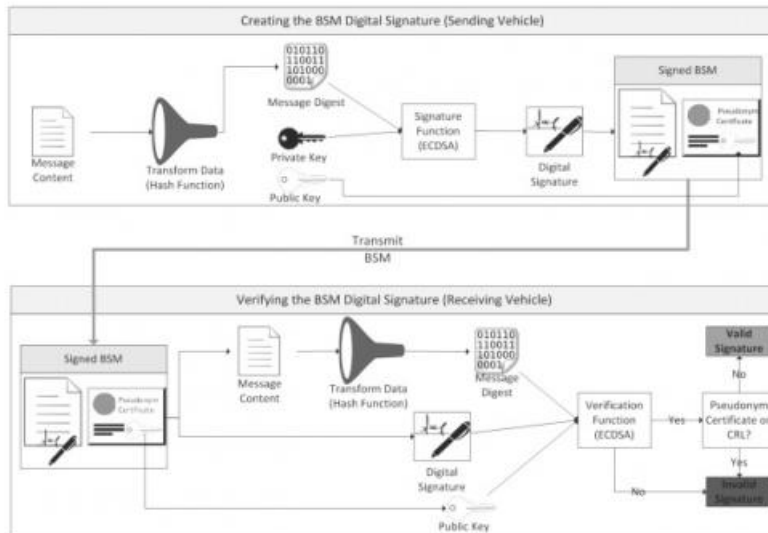 Creating the BSM Digital Signature (Sending Vehicle)
010110
110011
101000
0001
Message Digest
Message
Content
Transform Data
(Hash Function)
Private Key
Public Key
Signature
Function
(ECDSA)
Digital
Signature
Signed BSM
Pseudonym
Certificate
Transmit
BSM
Verifying the BSM Digital Signature (Receiving Vehicle)
Signed BSM
Pseudonym
Certificate
Message
Content
Transform Data
(Hash Function)
010110
110011
101000
0001
Message
Digest
Digital
Signature
Public Key
Verification
Function
(ECDSA)
Yes
No
Pseudonym
Certificate on
CRL?
No
Valid
Signature
Yes
Invalid
Signature